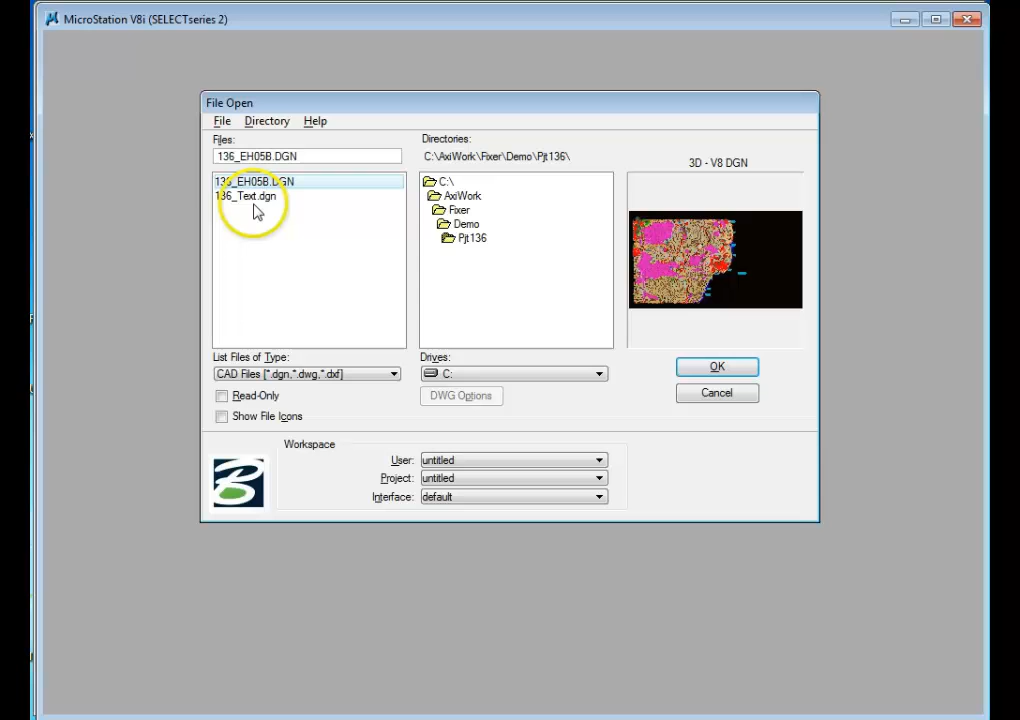 MicroStation V8i (SELECTseries 2)
File Open
File Directory Help
Files:
136_EH05B.DGN
136_EH05B.DGN
136_Text.dgn
Directories:
C:\AxiWork\Fixer\Demo\Pjt136\
C:\
AxiWork
Fixer
Demo
Pjt136
3D - V8 DGN
List Files of Type:
CAD Files [*.dgn,*.dwg,*.dxf]
Drives:
C:
Read-Only
Show File Icons
DWG Options
OK
Cancel
Workspace
User: untitled
Project: untitled
Interface: default